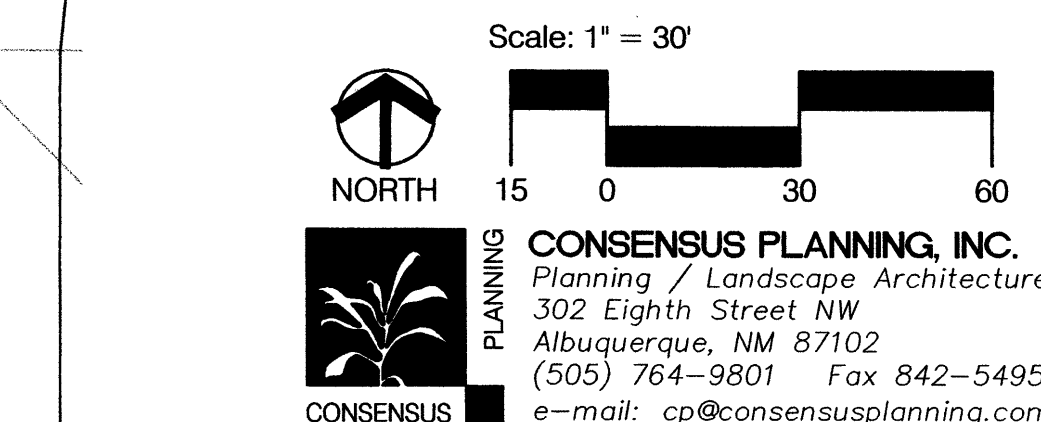 Scale: 1" = 30'
NORTH
15 0 30 60
PLANNING
CONSENSUS
CONSENSUS PLANNING, INC.
Planning / Landscape Architecture
302 Eighth Street NW
Albuquerque, NM 87102
(505) 764-9801 Fax 842-5495
e-mail: cp@consensusplanning.com